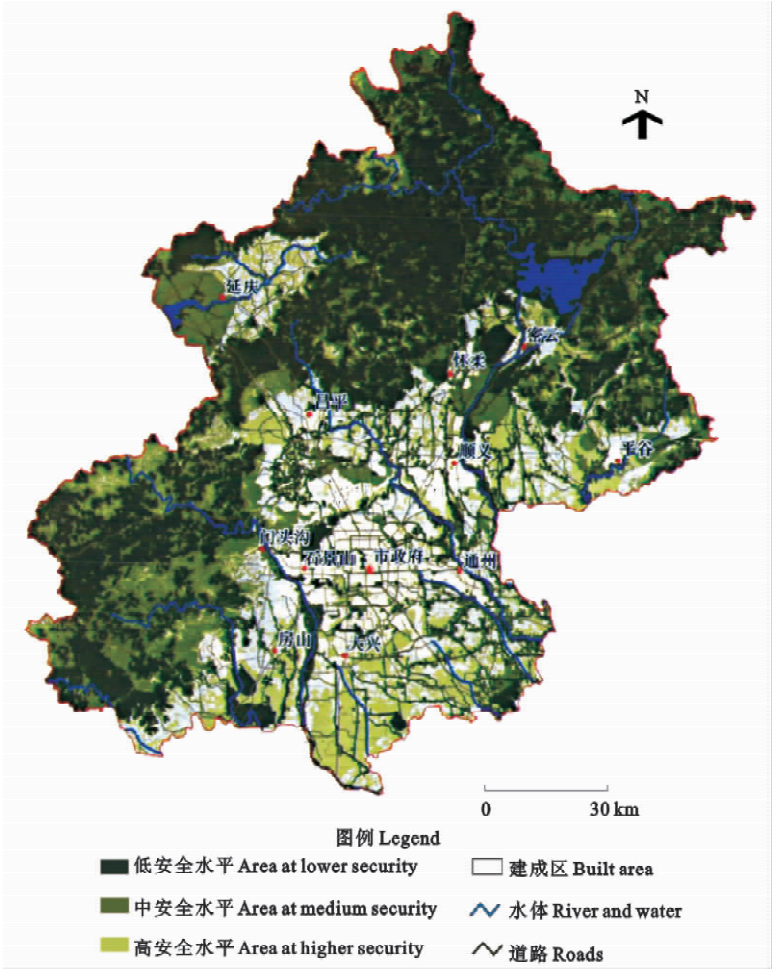 N
延庆
密云
怀柔
昌平
顺义
平谷
门头沟
石景山
市政府
通州
房山
大兴
0 30 km
图例 Legend
低安全水平 Area at lower security
建成区 Built area
中安全水平 Area at medium security
水体 River and water
高安全水平 Area at higher security
道路 Roads